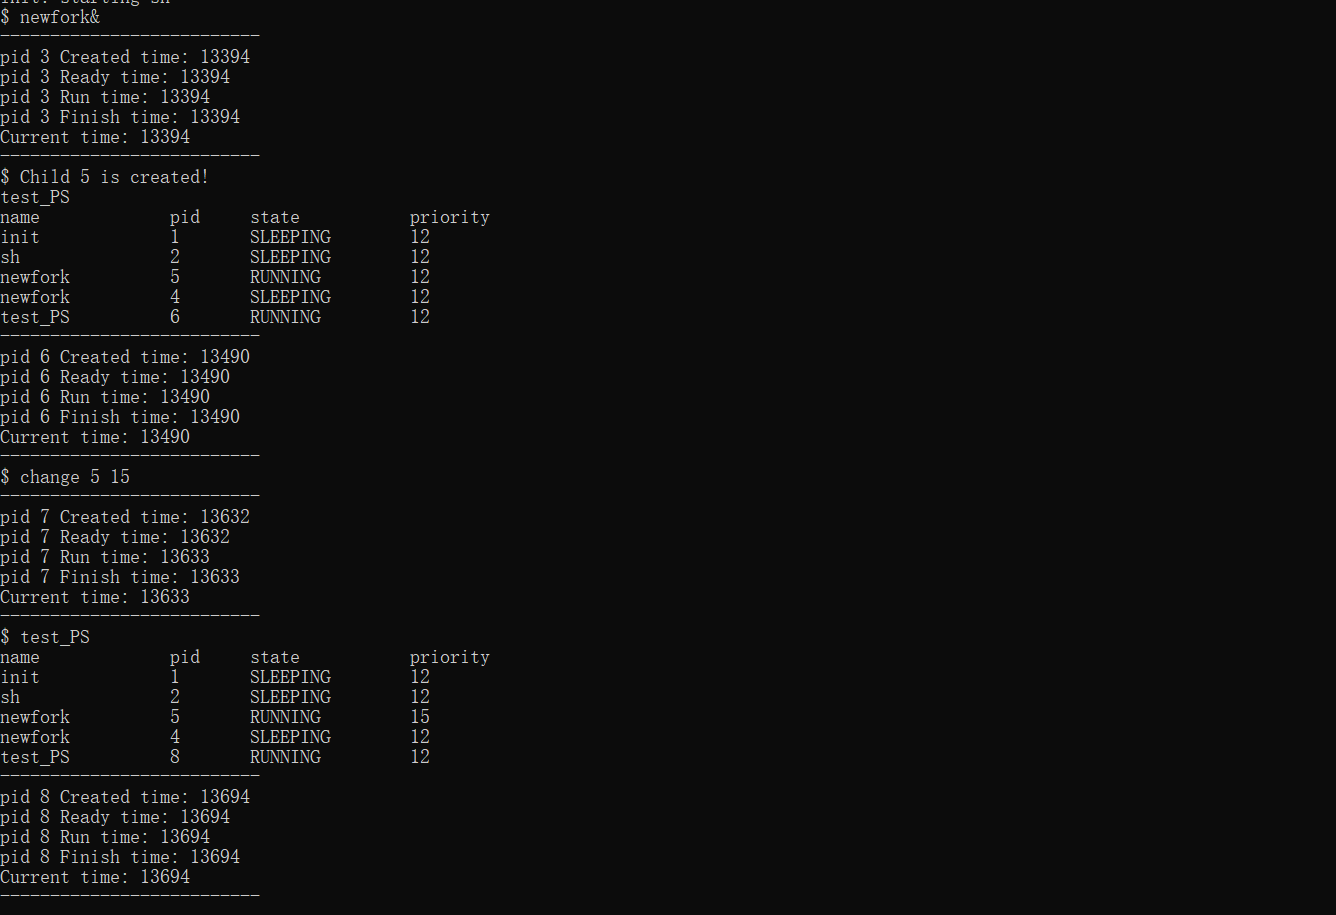 init: starting sh
$ newfork&
--------------------------
pid 3 Created time: 13394
pid 3 Ready time: 13394
pid 3 Run time: 13394
pid 3 Finish time: 13394
Current time: 13394
--------------------------
$ Child 5 is created!
test_PS
name pid state priority
init 1 SLEEPING 12
sh 2 SLEEPING 12
newfork 5 RUNNING 12
newfork 4 SLEEPING 12
test_PS 6 RUNNING 12
--------------------------
pid 6 Created time: 13490
pid 6 Ready time: 13490
pid 6 Run time: 13490
pid 6 Finish time: 13490
Current time: 13490
--------------------------
$ change 5 15
--------------------------
pid 7 Created time: 13632
pid 7 Ready time: 13632
pid 7 Run time: 13633
pid 7 Finish time: 13633
Current time: 13633
--------------------------
$ test_PS
name pid state priority
init 1 SLEEPING 12
sh 2 SLEEPING 12
newfork 5 RUNNING 15
newfork 4 SLEEPING 12
test_PS 8 RUNNING 12
--------------------------
pid 8 Created time: 13694
pid 8 Ready time: 13694
pid 8 Run time: 13694
pid 8 Finish time: 13694
Current time: 13694
--------------------------